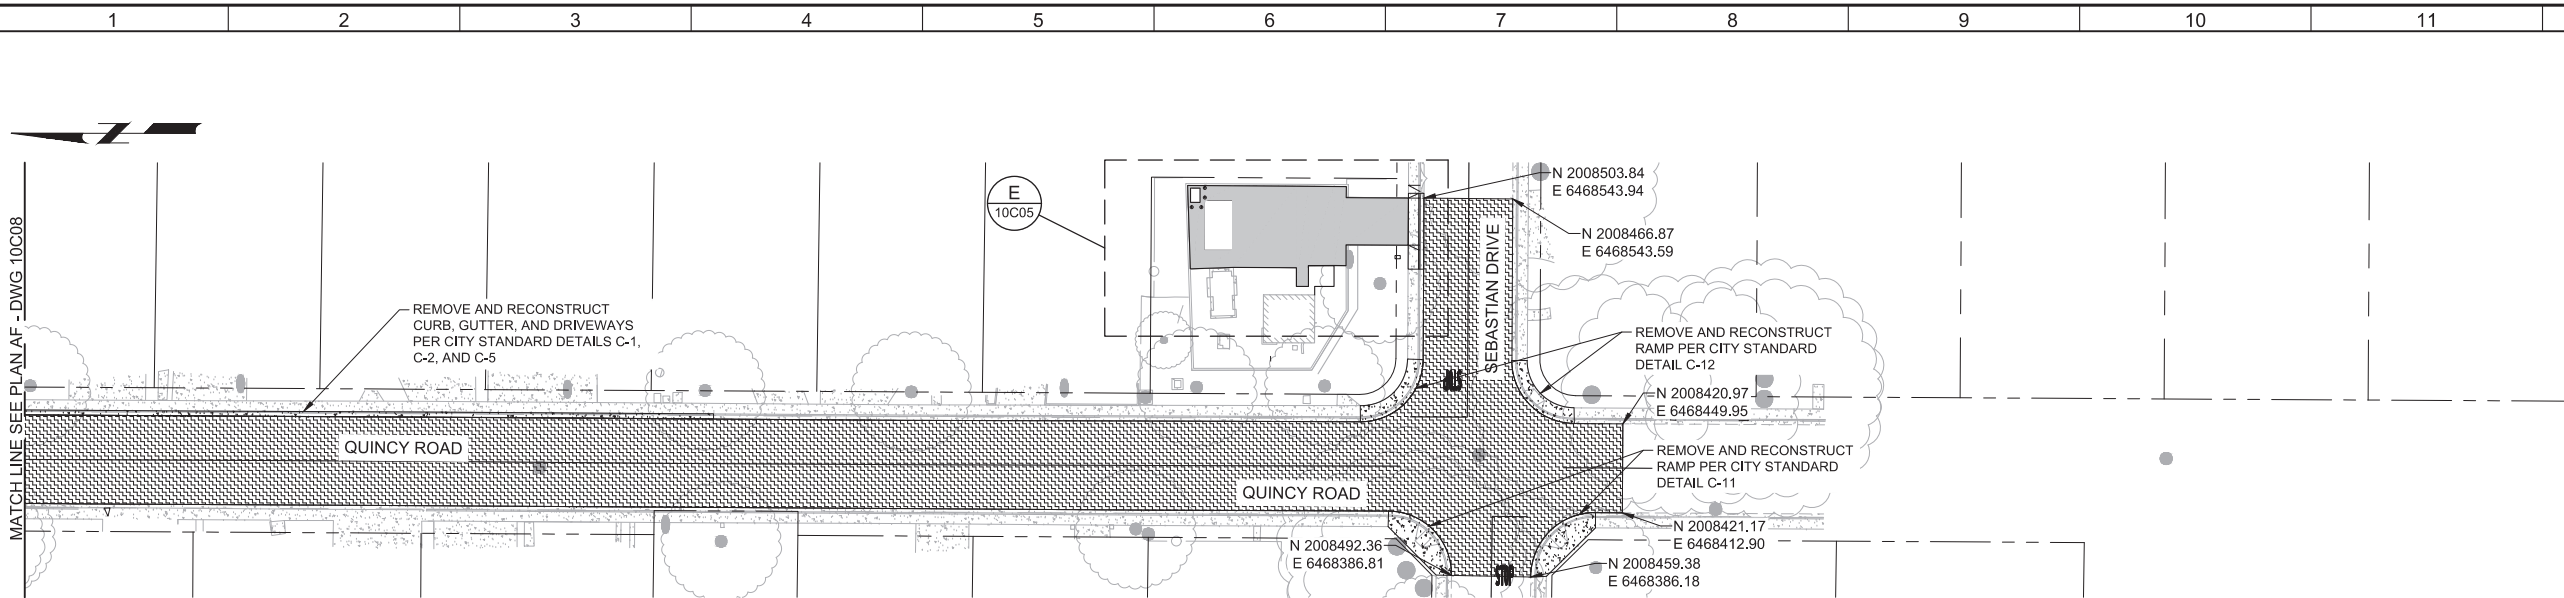 1 2 3 4 5 6 7 8 9 10 11
Z
MATCH LINE SEE PLAN AF - DWG 10C08
E
10C05
N 2008503.84
E 6468543.94
N 2008466.87
E 6468543.59
SEBASTIAN DRIVE
REMOVE AND RECONSTRUCT
CURB, GUTTER, AND DRIVEWAYS
PER CITY STANDARD DETAILS C-1,
C-2, AND C-5
REMOVE AND RECONSTRUCT
RAMP PER CITY STANDARD
DETAIL C-12
N 2008420.97
E 6468449.95
QUINCY ROAD
REMOVE AND RECONSTRUCT
RAMP PER CITY STANDARD
DETAIL C-11
QUINCY ROAD
N 2008421.17
E 6468412.90
N 2008492.36
E 6468386.81
N 2008459.38
E 6468386.18
STOP